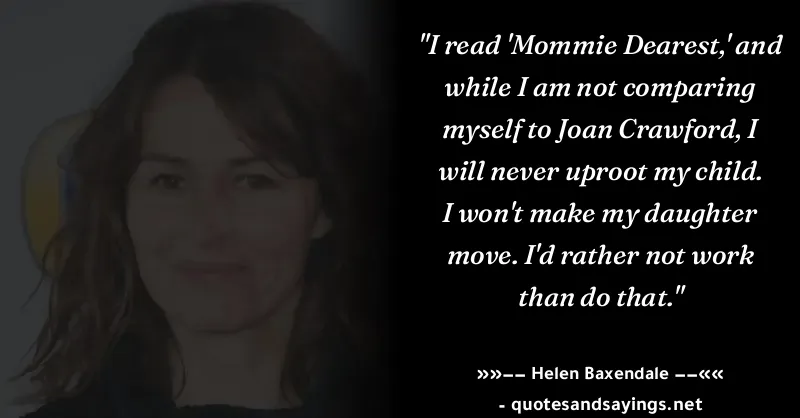 "I read 'Mommie Dearest,' and
while I am not comparing
myself to Joan Crawford, I
will never uproot my child.
I won't make my daughter
move. I'd rather not work
than do that."
»»−− Helen Baxendale −−««
- quotesandsayings.net